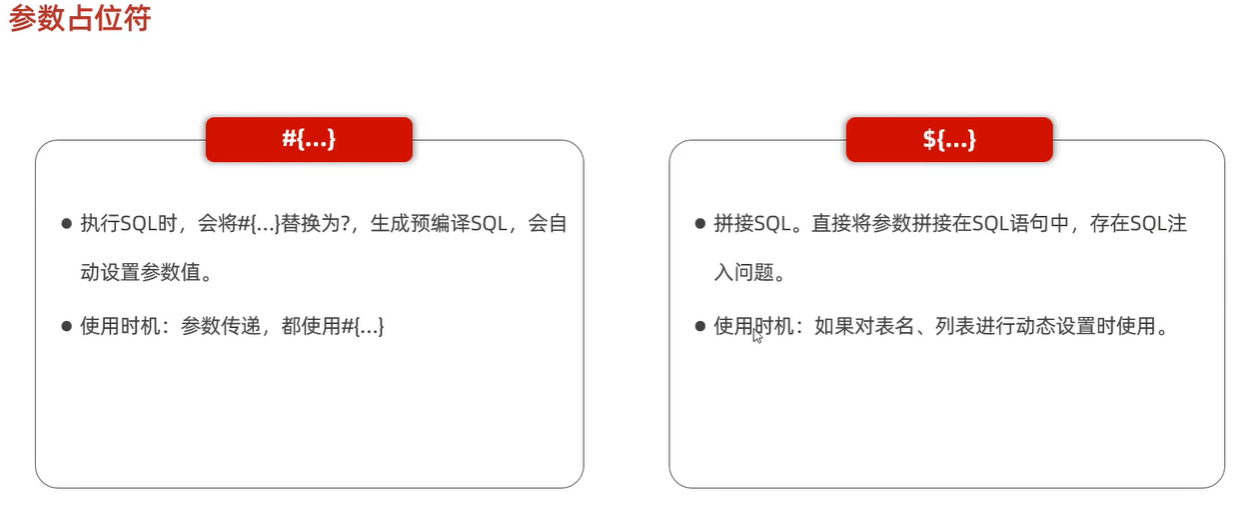 参数占位符
#{...}
●执行SQL时，会将#{...}替换为?，生成预编译SQL，会自
动设置参数值。
●使用时机：参数传递，都使用#{...}
${...}
●拼接SQL。直接将参数拼接在SQL语句中，存在SQL注
入问题。
●使用时机：如果对表名、列表进行动态设置时使用。